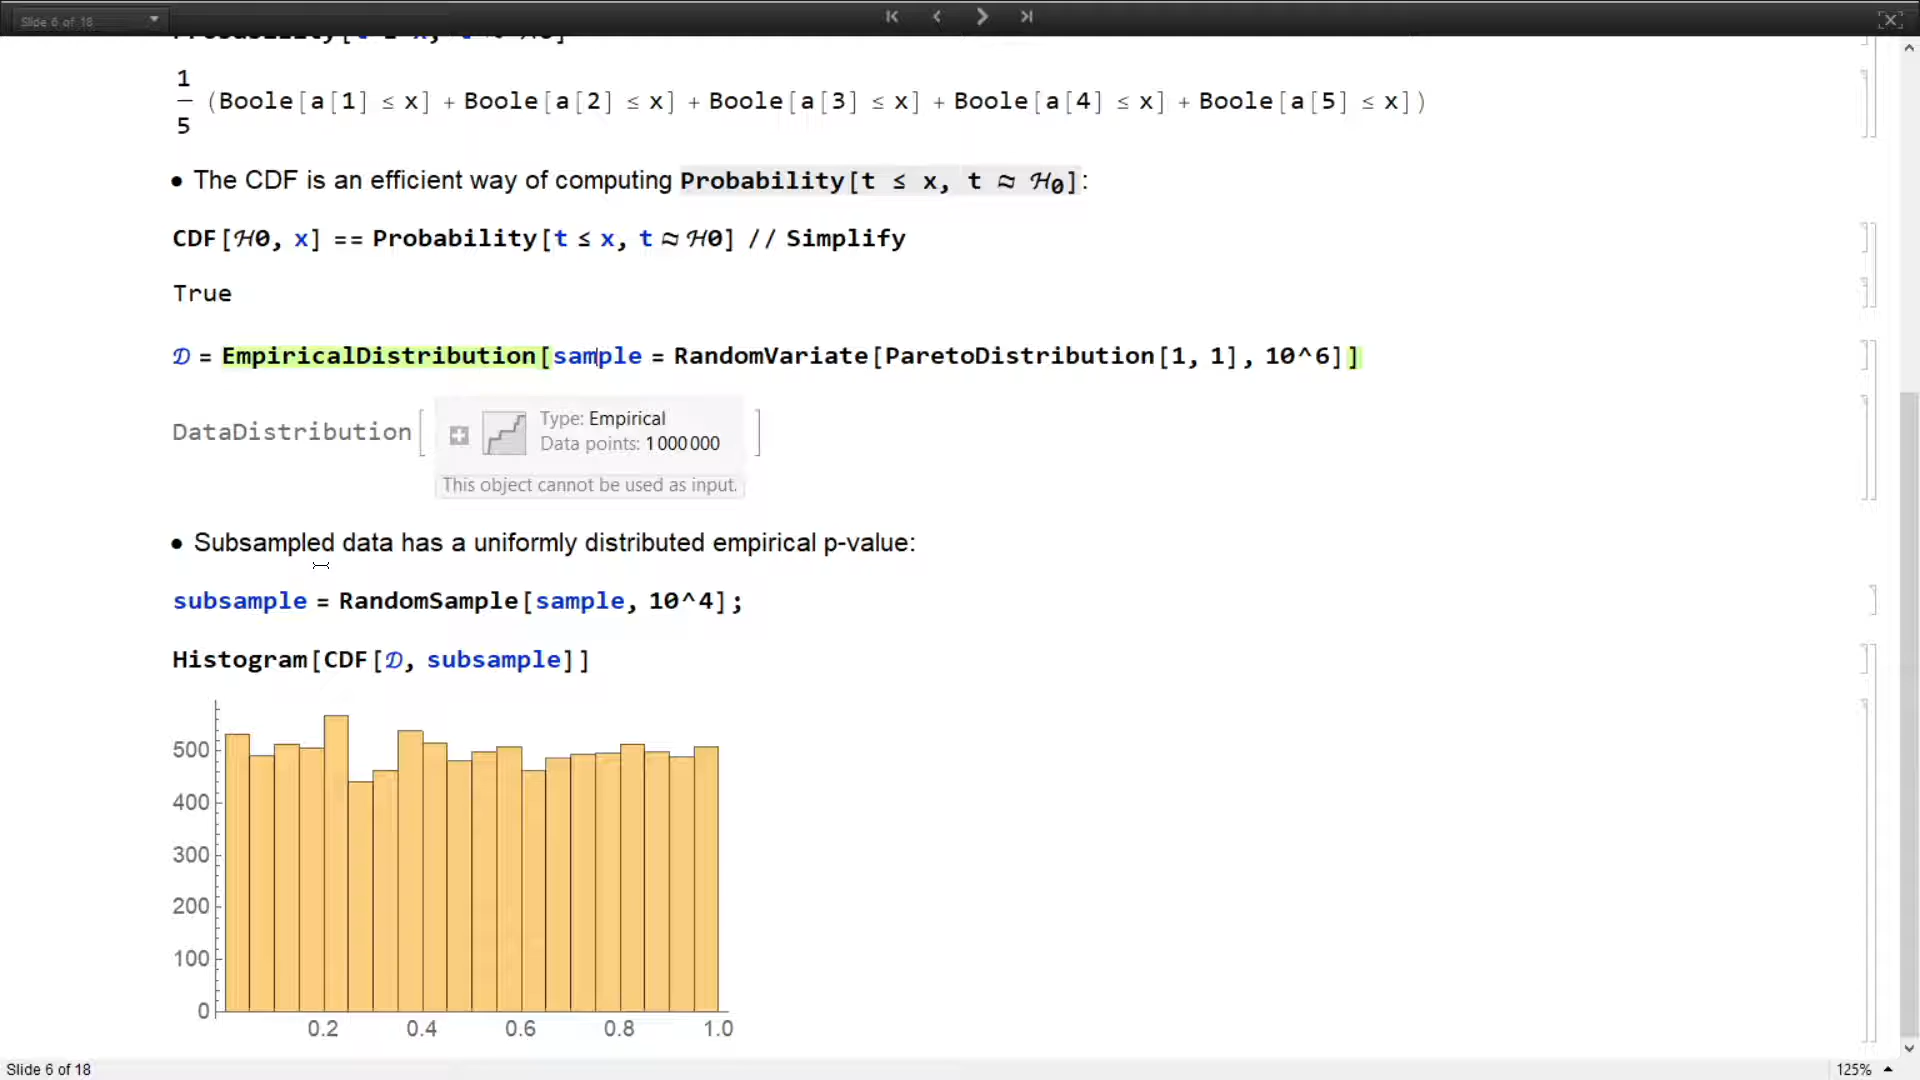 Slide 6 of 18
1
5
(Boole[a[1] ≤ x] + Boole[a[2] ≤ x] + Boole[a[3] ≤ x] + Boole[a[4] ≤ x] + Boole[a[5] ≤ x])
• The CDF is an efficient way of computing Probability[t ≤ x, t ≈ ℋ0]:
CDF[ℋ0, x] == Probability[t ≤ x, t ≈ ℋ0] // Simplify
True
𝒟 = EmpiricalDistribution[sample = RandomVariate[ParetoDistribution[1, 1], 10^6]]
DataDistribution[
Type: Empirical
Data points: 1000000
]
This object cannot be used as input.
• Subsampled data has a uniformly distributed empirical p-value:
subsample = RandomSample[sample, 10^4];
Histogram[CDF[𝒟, subsample]]
500
400
300
200
100
0
0.2 0.4 0.6 0.8 1.0
Slide 6 of 18
125%